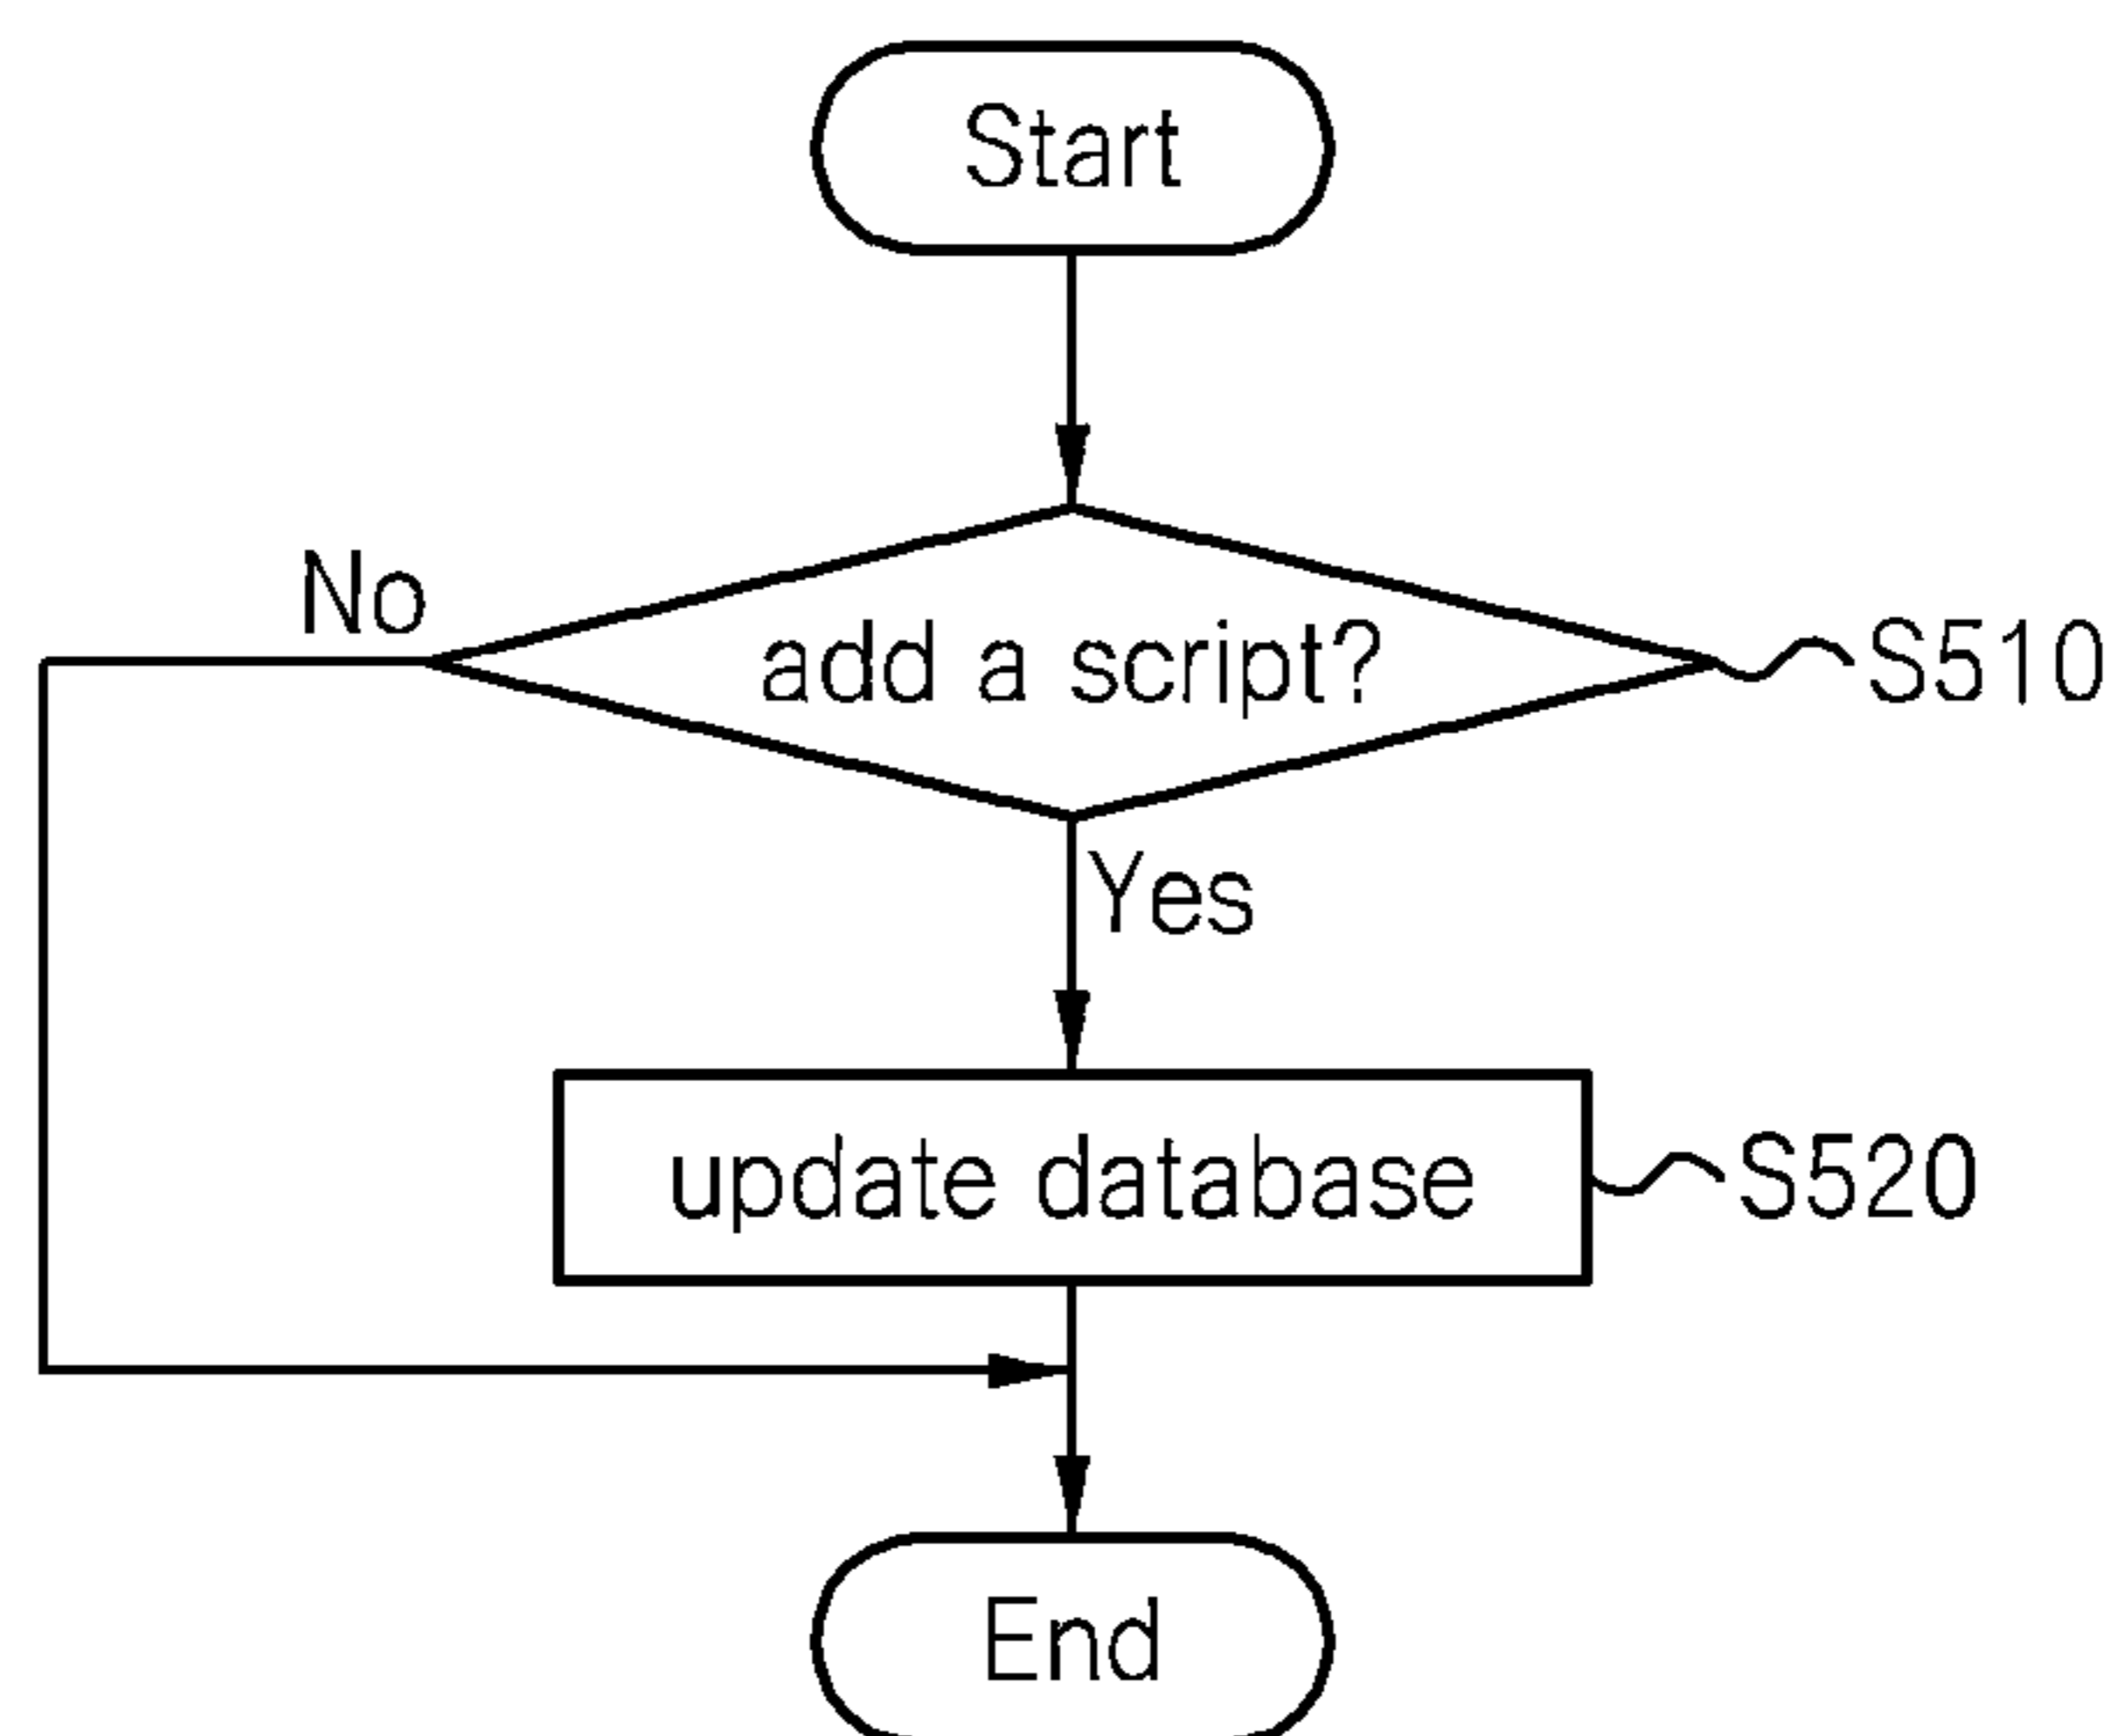 Start
No
add a script?
S510
Yes
update database
S520
End